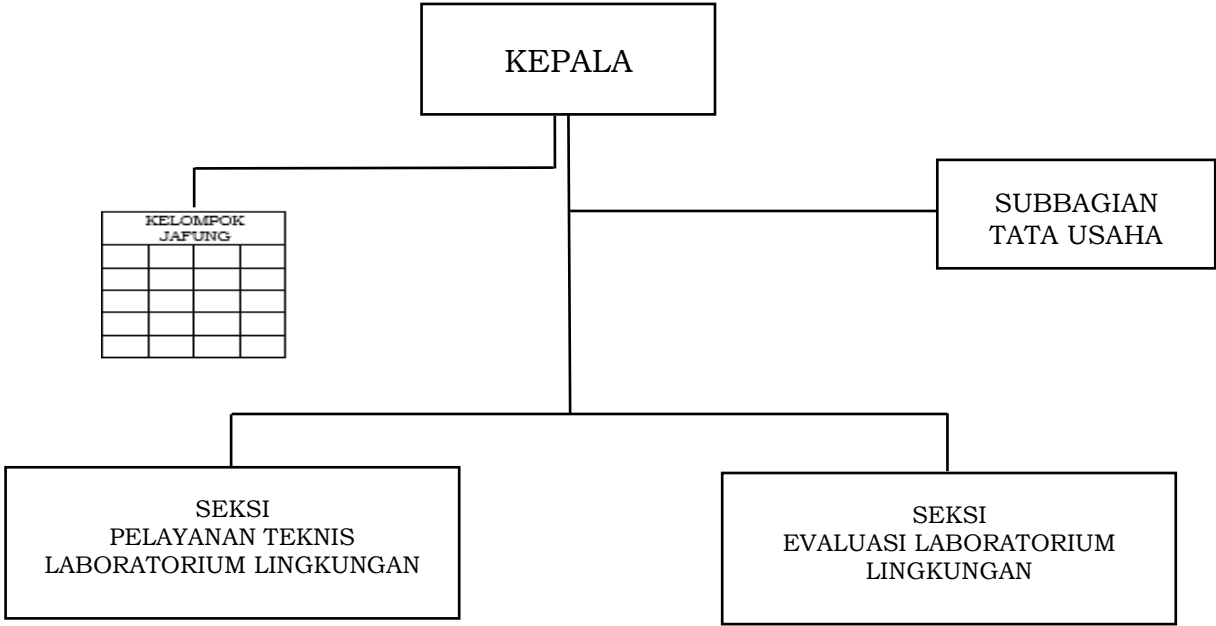 KEPALA
KELOMPOK
JAFUNG
SUBBAGIAN
TATA USAHA
SEKSI
PELAYANAN TEKNIS
LABORATORIUM LINGKUNGAN
SEKSI
EVALUASI LABORATORIUM
LINGKUNGAN